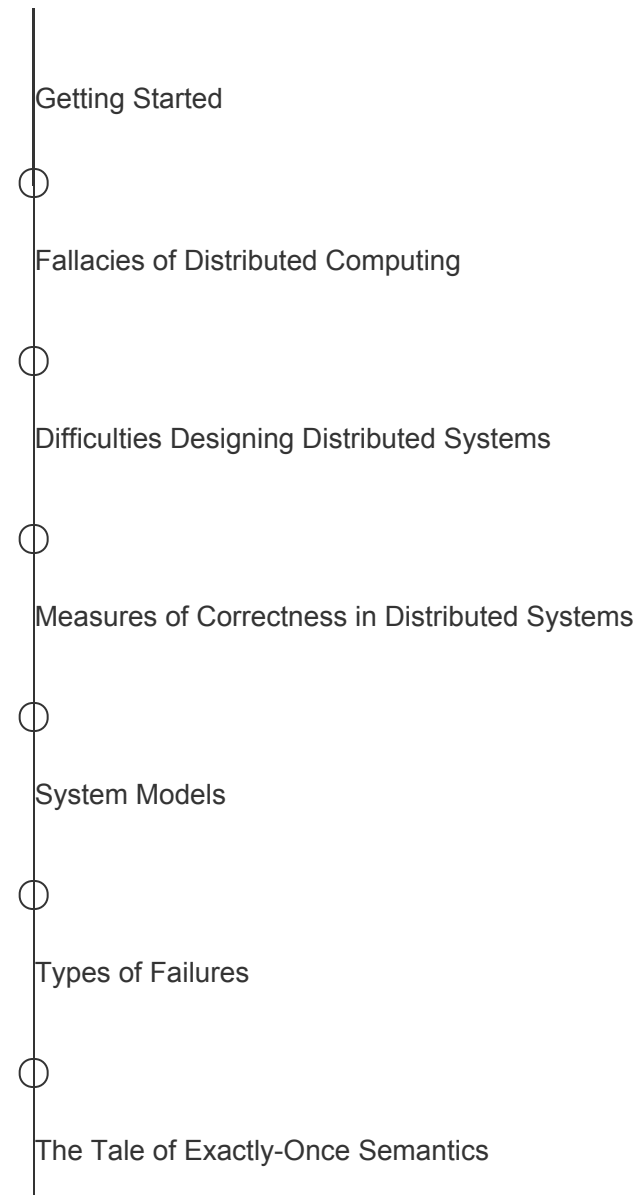 Getting Started
Fallacies of Distributed Computing
Difficulties Designing Distributed Systems
Measures of Correctness in Distributed Systems
System Models
Types of Failures
The Tale of Exactly-Once Semantics